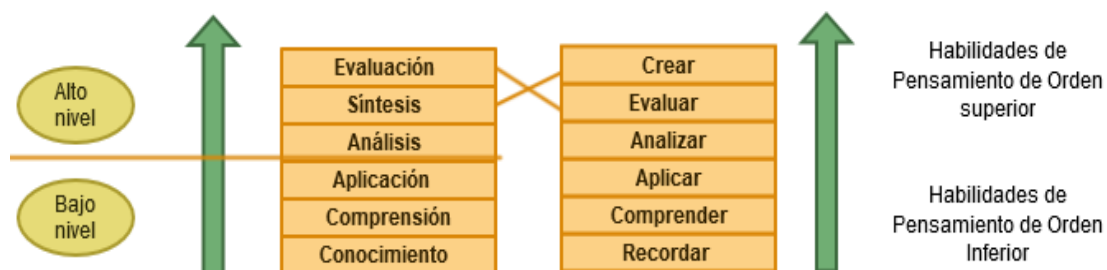 Alto
nivel
Bajo
nivel
Evaluación
Síntesis
Análisis
Aplicación
Comprensión
Conocimiento
Crear
Evaluar
Analizar
Aplicar
Comprender
Recordar
Habilidades de
Pensamiento de Orden
superior
Habilidades de
Pensamiento de Orden
Inferior